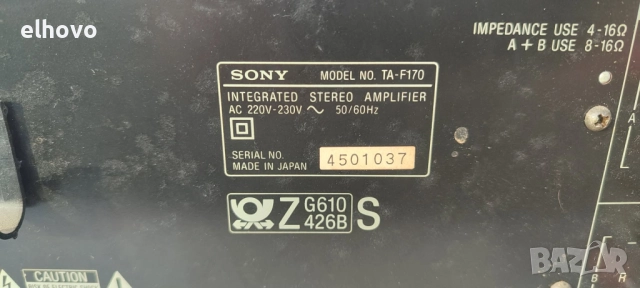 elhovo
IMPEDANCE USE 4-16Ω
A + B USE 8-16Ω
SONY MODEL NO. TA-F170
INTEGRATED STEREO AMPLIFIER
AC 220V-230V ~ 50/60Hz
SERIAL NO. 4501037
MADE IN JAPAN
Z G610 426B S
A
B R
CAUTION
BAZAR